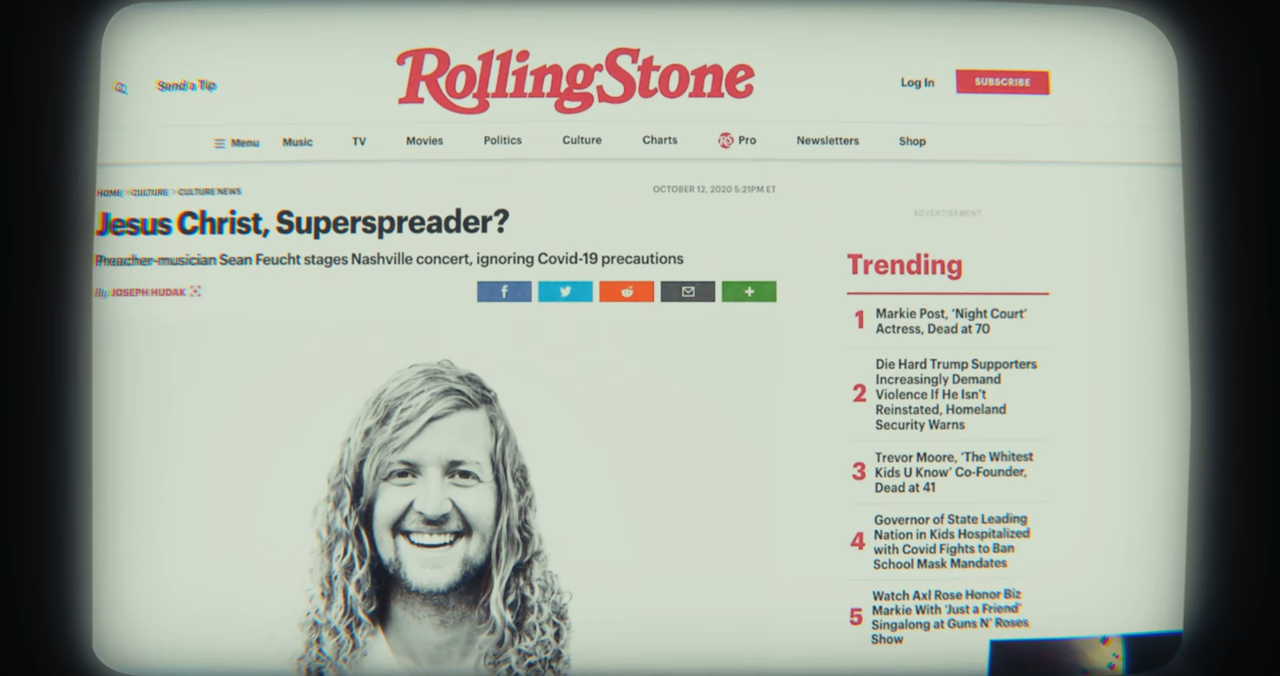 Send a Tip
RollingStone
Log In
SUBSCRIBE
Menu Music TV Movies Politics Culture Charts RS Pro Newsletters Shop
HOME > CULTURE > CULTURE NEWS
OCTOBER 12, 2020 5:21PM ET
Jesus Christ, Superspreader?
Preacher-musician Sean Feucht stages Nashville concert, ignoring Covid-19 precautions
By JOSEPH HUDAK
ADVERTISEMENT
Trending
1
Markie Post, ‘Night Court’
Actress, Dead at 70
2
Die Hard Trump Supporters
Increasingly Demand
Violence If He Isn’t
Reinstated, Homeland
Security Warns
3
Trevor Moore, ‘The Whitest
Kids U Know’ Co-Founder,
Dead at 41
4
Governor of State Leading
Nation in Kids Hospitalized
with Covid Fights to Ban
School Mask Mandates
5
Watch Axl Rose Honor Biz
Markie With ‘Just a Friend’
Singalong at Guns N’ Roses
Show